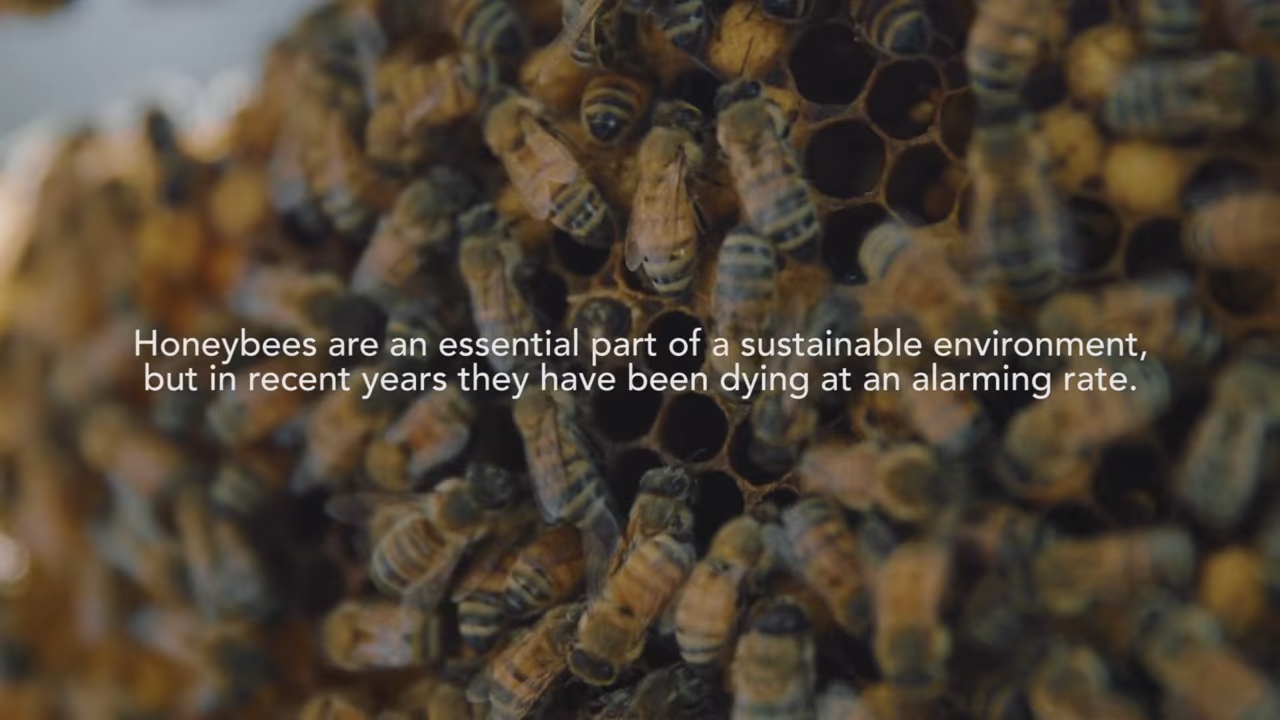 Honeybees are an essential part of a sustainable environment,
but in recent years they have been dying at an alarming rate.